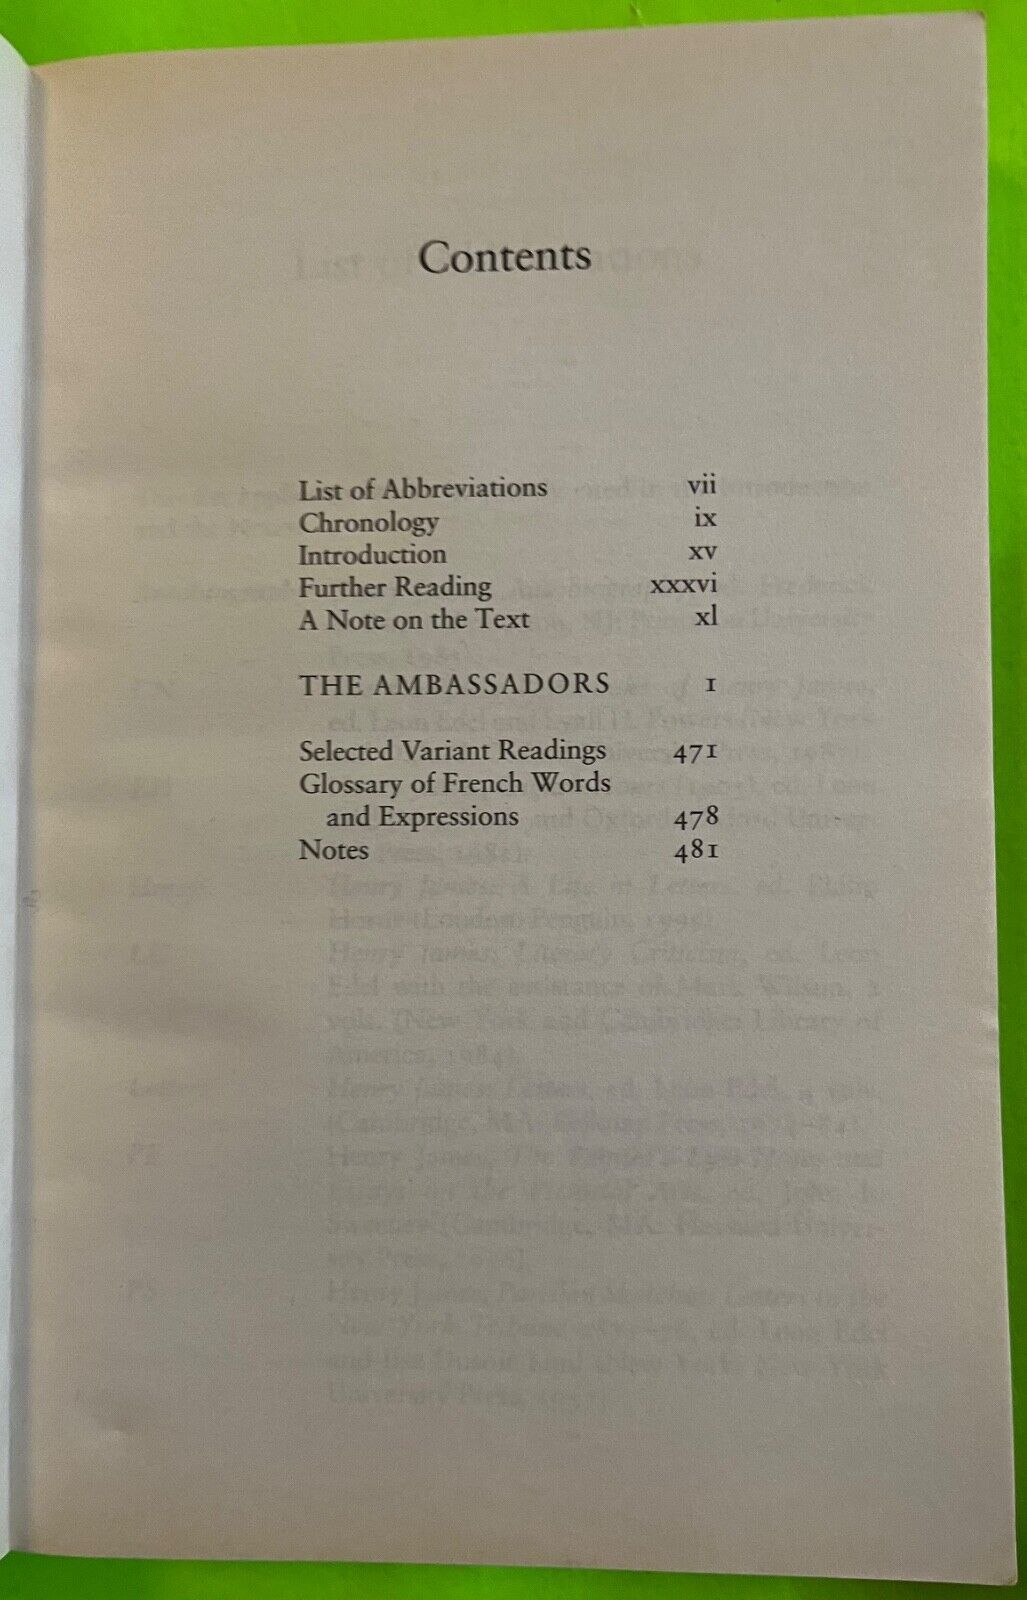 Contents
List of Abbreviations vii
Chronology ix
Introduction xv
Further Reading xxxvi
A Note on the Text xl
THE AMBASSADORS 1
Selected Variant Readings 471
Glossary of French Words
and Expressions 478
Notes 481